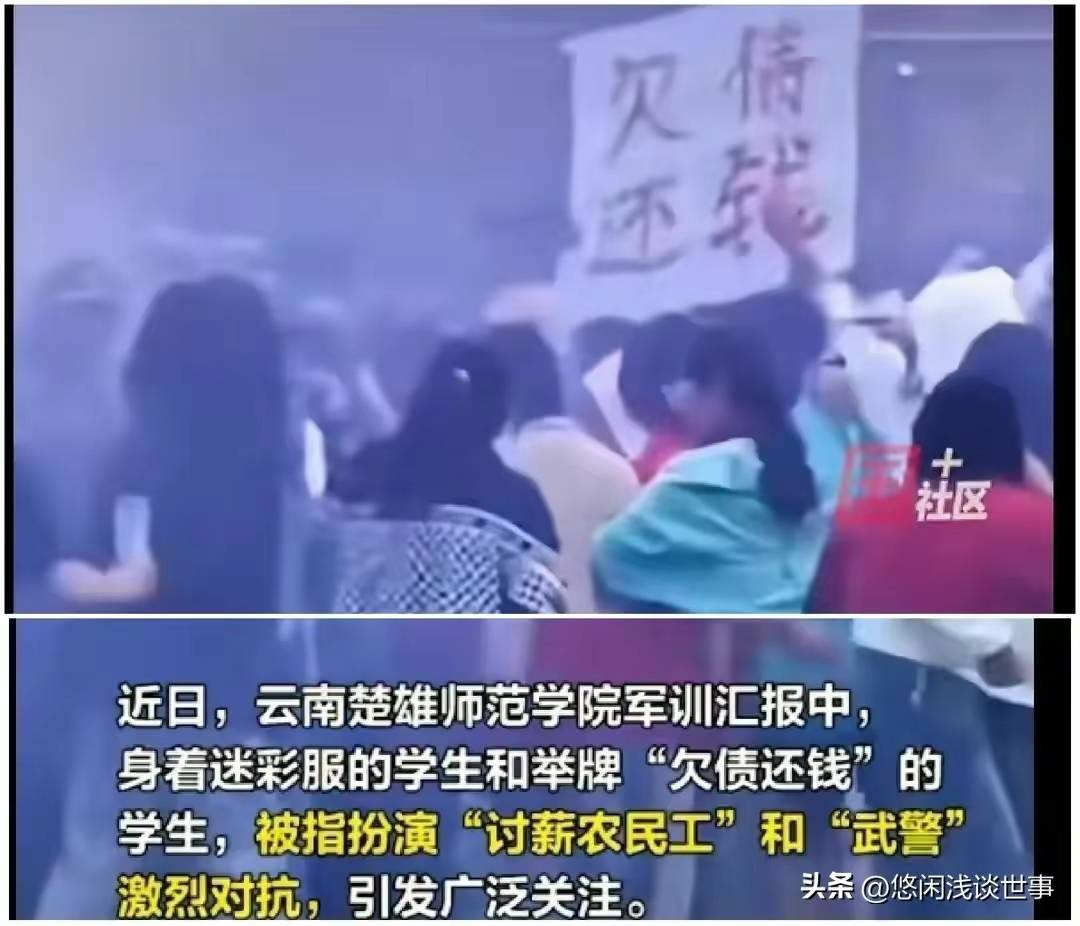 欠债
还钱
社区
近日，云南楚雄师范学院军训汇报中，
身着迷彩服的学生和举牌“欠债还钱”的
学生，被指扮演“讨薪农民工”和“武警”
激烈对抗，引发广泛关注。
头条 @悠闲浅谈世事